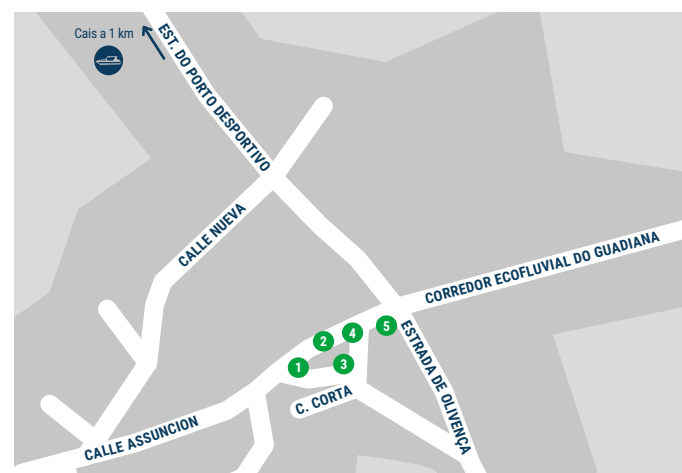 Cais a 1 km
EST. DO PORTO DESPORTIVO
CALLE NUEVA
CORREDOR ECOFLUVIAL DO GUADIANA
5
4
2
1
3
ESTRADA DE OLIVENÇA
C. CORTA
CALLE ASSUNCION